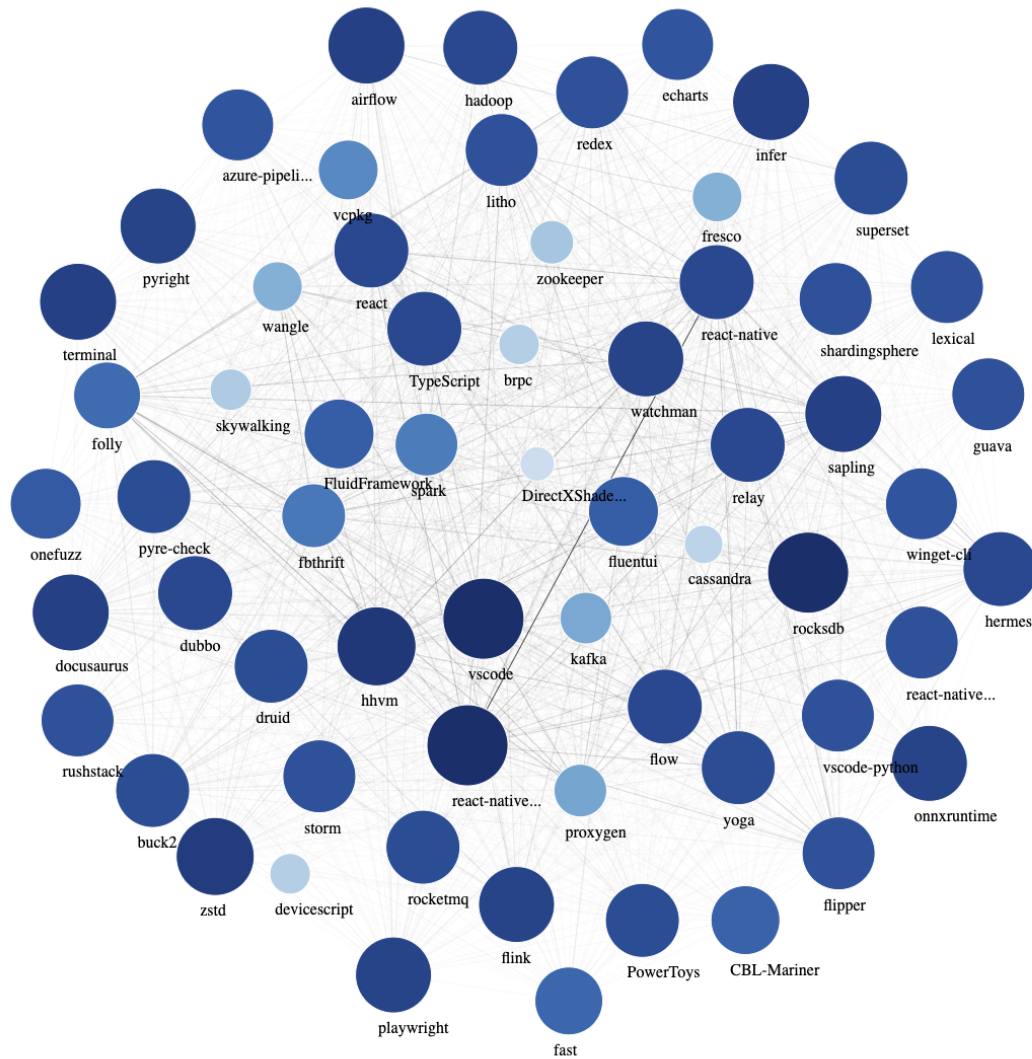 airflow
hadoop
echarts
redex
infer
azure-pipeli...
vcpkg
litho
fresco
superset
pyright
zookeeper
react
wangle
react-native
lexical
shardingsphere
terminal
TypeScript
brpc
watchman
skywalking
folly
sapling
guava
FluidFramework
spark
DirectXShade...
relay
onefuzz
pyre-check
fbthrift
fluentui
cassandra
winget-cli
rocksdb
hermes
docusaurus
dubbo
vscode
kafka
hhvm
react-native...
druid
rushstack
flow
vscode-python
react-native...
onnxruntime
buck2
storm
proxygen
yoga
zstd
devicescript
rocketmq
flipper
flink
PowerToys
CBL-Mariner
playwright
fast